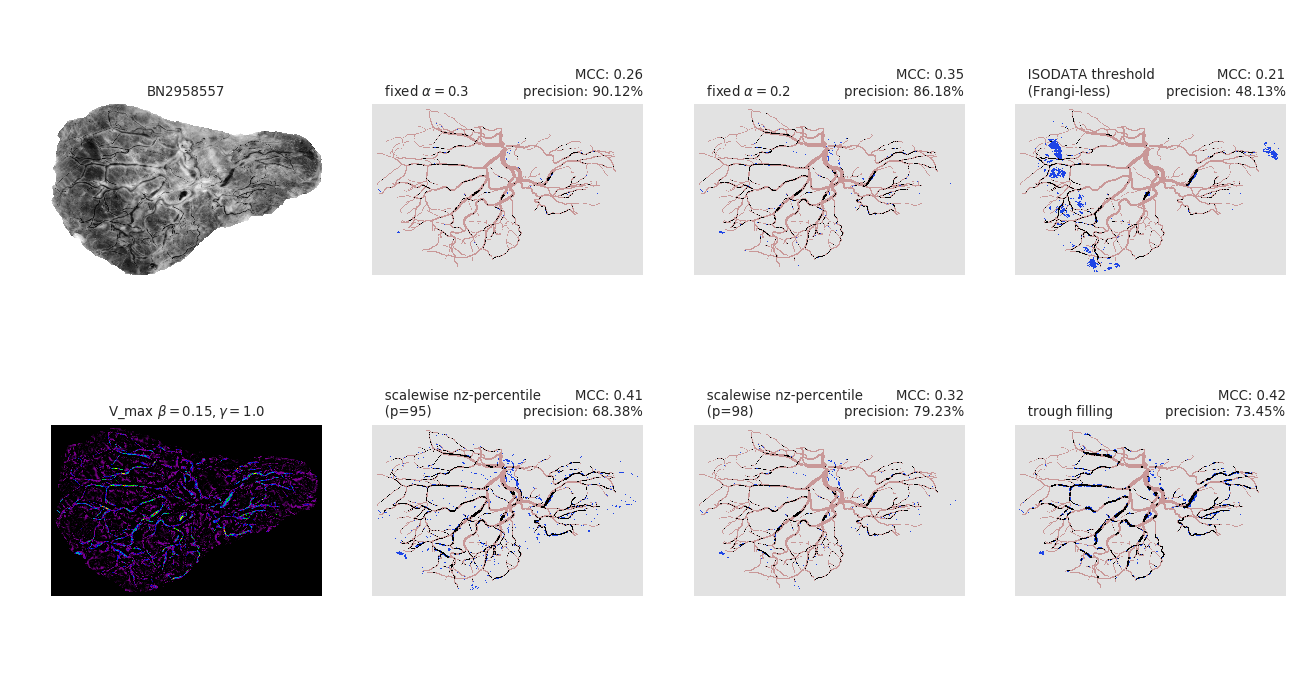 BN2958557
MCC: 0.26
fixed α = 0.3 precision: 90.12%
MCC: 0.35
fixed α = 0.2 precision: 86.18%
ISODATA threshold MCC: 0.21
(Frangi-less) precision: 48.13%
V_max β = 0.15, γ = 1.0
scalewise nz-percentile MCC: 0.41
(p=95) precision: 68.38%
scalewise nz-percentile MCC: 0.32
(p=98) precision: 79.23%
MCC: 0.42
trough filling precision: 73.45%